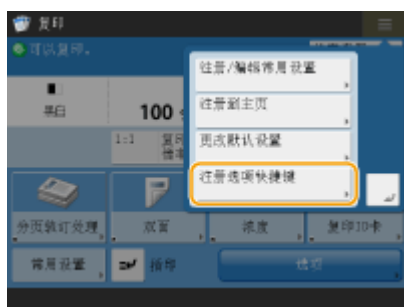 复印
可以复印。
注册/编辑常用设置
黑白
100
注册到主页
1:1
更改默认设置
注册选项快捷键
分页装订处理
双面
浓度
复印ID卡
常用设置
插印
选项